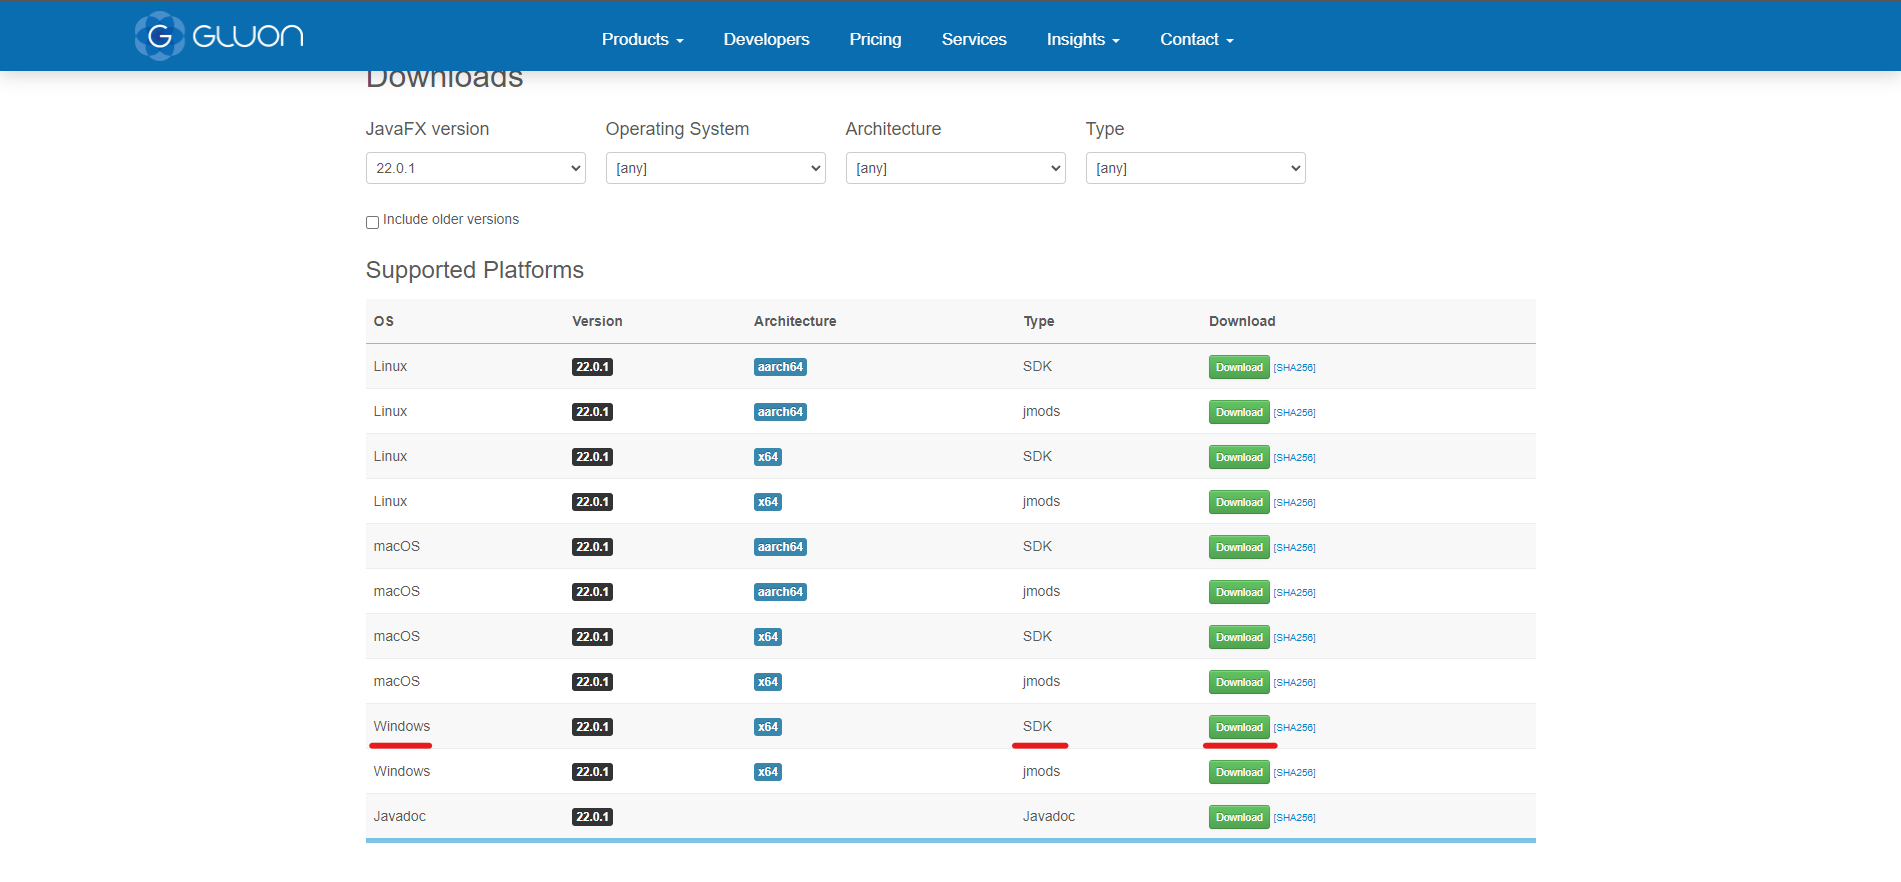 G GLUON
Products Developers Pricing Services Insights Contact
Downloads
JavaFX version Operating System Architecture Type
22.0.1 [any] [any] [any]
Include older versions
Supported Platforms
OS Version Architecture Type Download
Linux 22.0.1 aarch64 SDK Download [SHA256]
Linux 22.0.1 aarch64 jmods Download [SHA256]
Linux 22.0.1 x64 SDK Download [SHA256]
Linux 22.0.1 x64 jmods Download [SHA256]
macOS 22.0.1 aarch64 SDK Download [SHA256]
macOS 22.0.1 aarch64 jmods Download [SHA256]
macOS 22.0.1 x64 SDK Download [SHA256]
macOS 22.0.1 x64 jmods Download [SHA256]
Windows 22.0.1 x64 SDK Download [SHA256]
Windows 22.0.1 x64 jmods Download [SHA256]
Javadoc 22.0.1 Javadoc Download [SHA256]